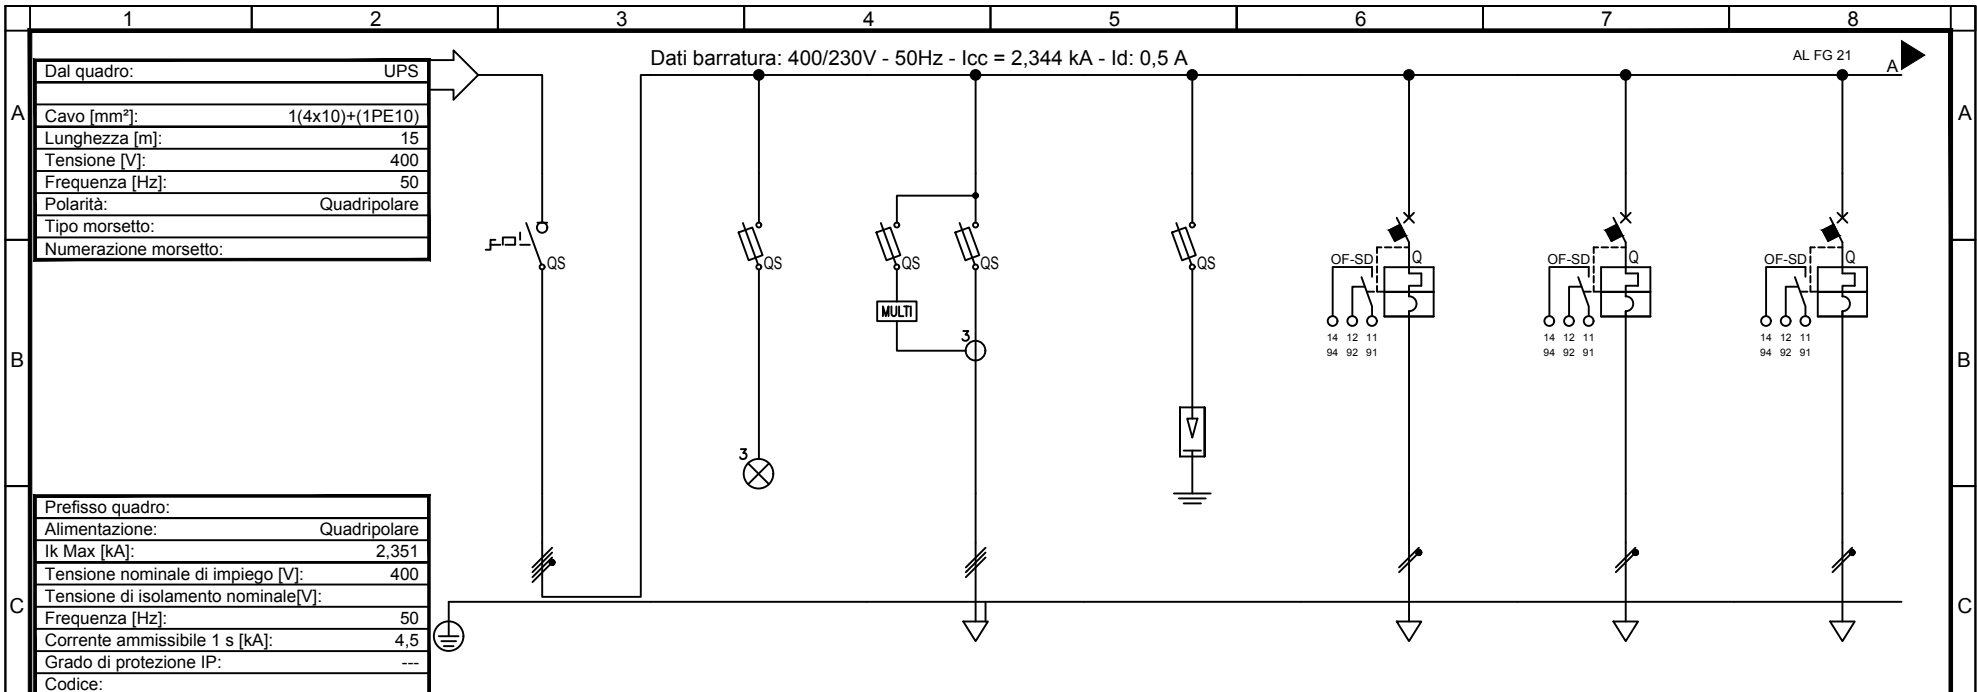 1 2 3 4 5 6 7 8
Dati barratura: 400/230V - 50Hz - Icc = 2,344 kA - Id: 0,5 A
AL FG 21
A
A
A
Dal quadro: UPS
Cavo [mm²]: 1(4x10)+(1PE10)
Lunghezza [m]: 15
Tensione [V]: 400
Frequenza [Hz]: 50
Polarità: Quadripolare
Tipo morsetto:
Numerazione morsetto:
QS
QS
QS
QS
QS
OF-SD Q
OF-SD Q
OF-SD Q
MULTI
14 12 11
94 92 91
14 12 11
94 92 91
14 12 11
94 92 91
3
B
B
3
Prefisso quadro:
Alimentazione: Quadripolare
Ik Max [kA]: 2,351
Tensione nominale di impiego [V]: 400
Tensione di isolamento nominale[V]:
Frequenza [Hz]: 50
Corrente ammissibile 1 s [kA]: 4,5
Grado di protezione IP: ---
Codice:
C
C